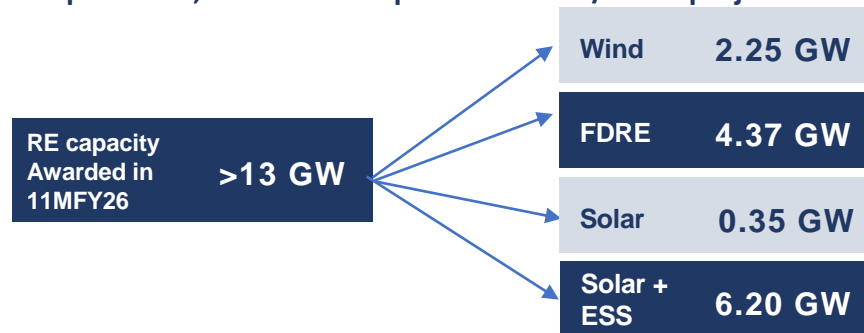 RE capacity
Awarded in
11MFY26
>13 GW
Wind 2.25 GW
FDRE 4.37 GW
Solar 0.35 GW
Solar +
ESS
6.20 GW